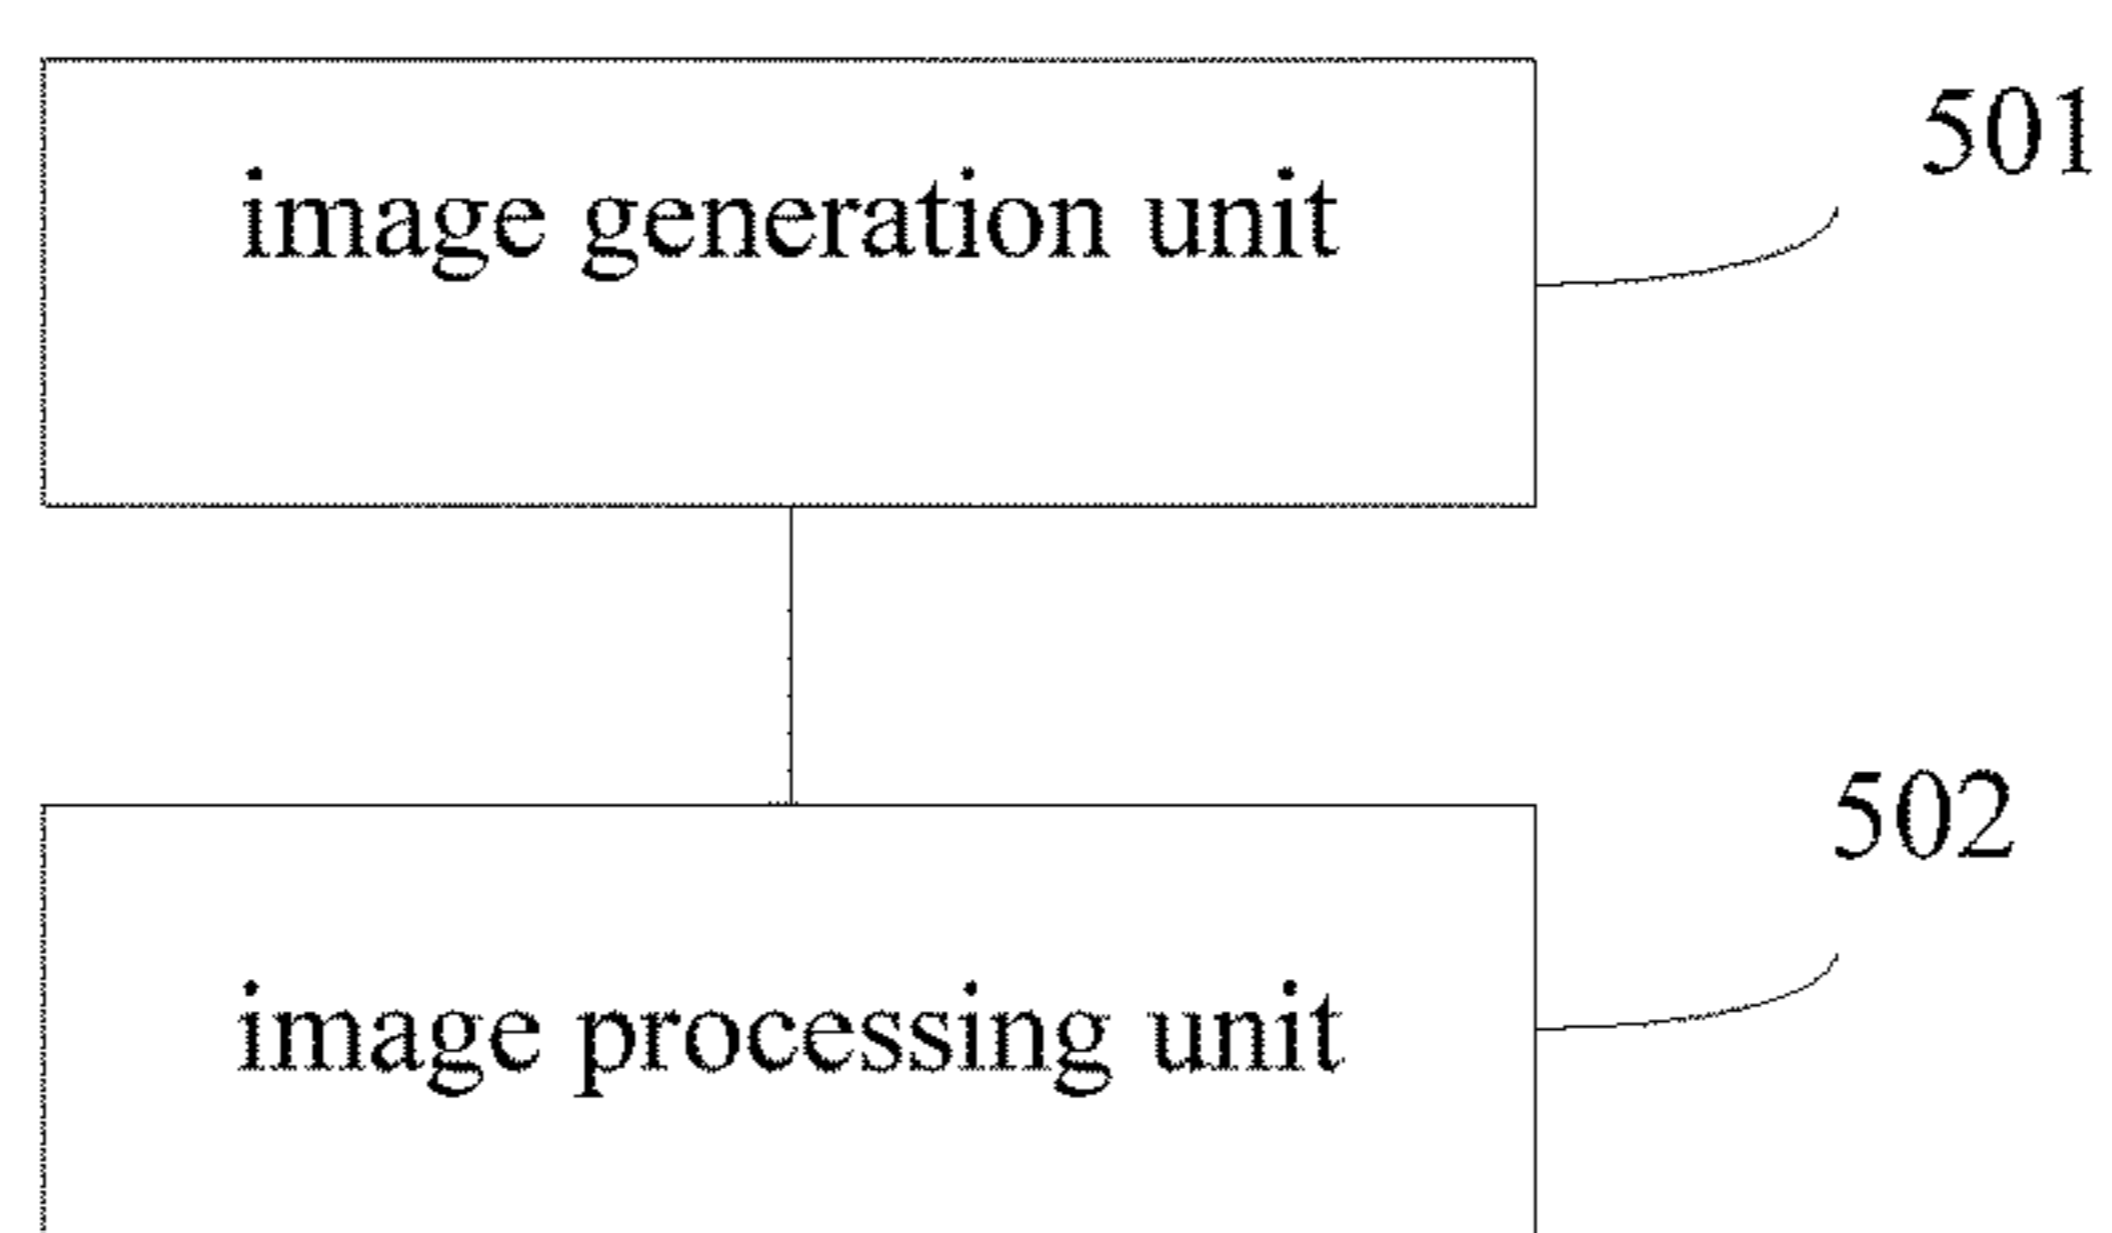 501
image generation unit
502
image processing unit